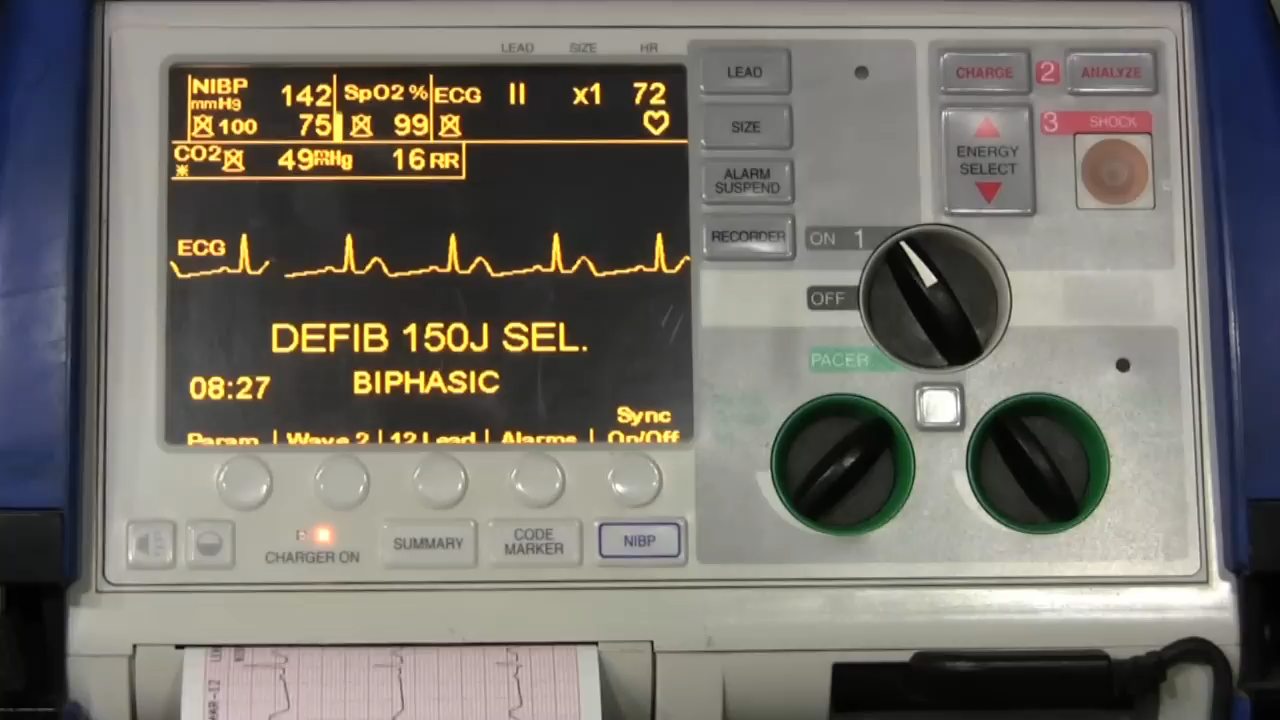 LEAD SIZE HR
NIBP 142 SpO2 % ECG II x1 72
mmHg
100 75 99
CO2 49 mmHg 16 RR
*
ECG
DEFIB 150J SEL.
08:27 BIPHASIC
Sync
Param Wave 2 12 Lead Alarms On/Off
LEAD
SIZE
ALARM
SUSPEND
RECORDER
CHARGE 2 ANALYZE
3 SHOCK
ENERGY
SELECT
ON 1
OFF
PACER
CHARGER ON
SUMMARY
CODE
MARKER
NIBP